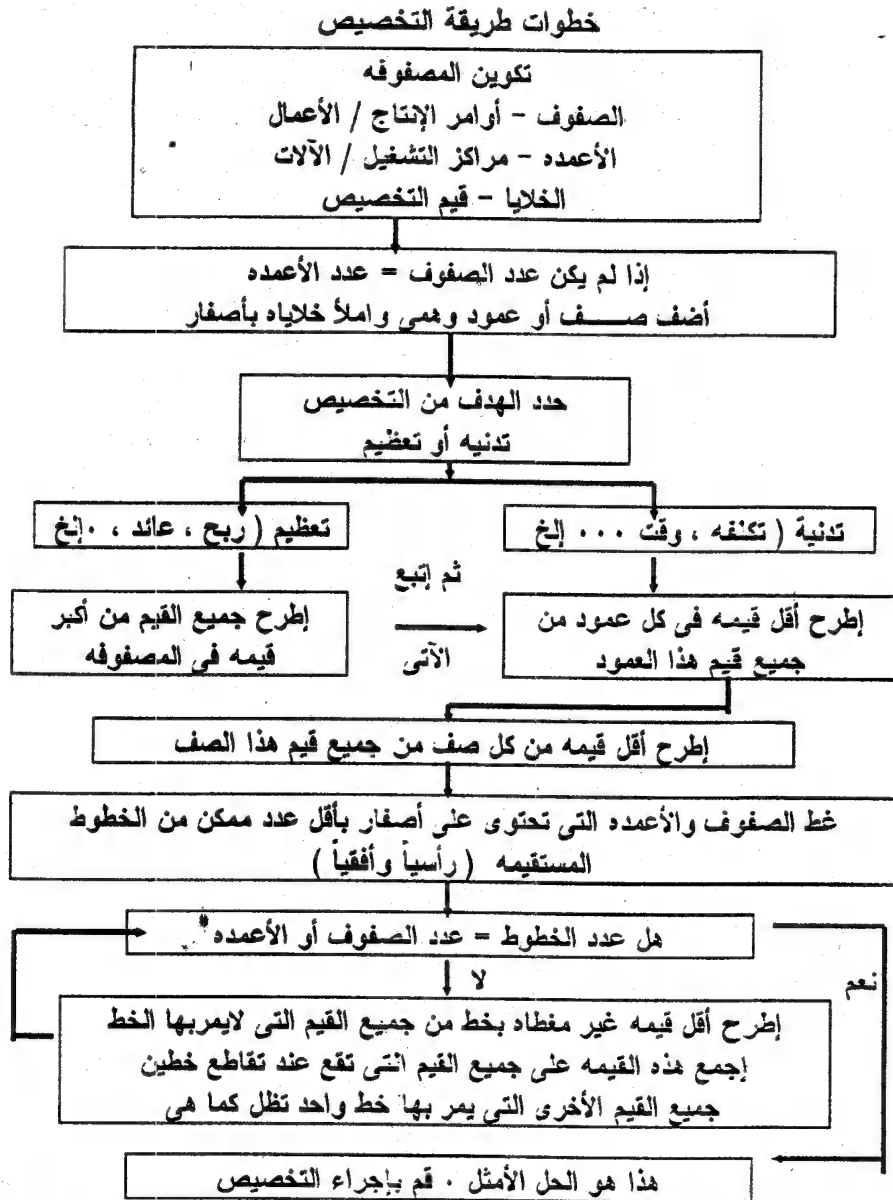 خطوات طريقة التخصيص
تكوين المصفوفه
الصفوف - أوامر الإنتاج / الأعمال
الأعمده - مراكز التشغيل / الآلات
الخلايا - قيم التخصيص
إذا لم يكن عدد الصفوف = عدد الأعمده
أضف صـــــف أو عمود وهمى واملأ خلاياه بأصفار
حدد الهدف من التخصيص
تدنيه أو تعظيم
تدنية ( تكلفه ، وقت ... إلخ
تعظيم ( ربح ، عائد ، .إلخ
إطرح أقل قيمه فى كل عمود من
جميع قيم هذا العمود
ثم إتبع
الآتى
إطرح جميع القيم من أكبر
قيمه فى المصفوفه
إطرح أقل قيمه من كل صف من جميع قيم هذا الصف
غط الصفوف والأعمده التى تحتوى على أصفار بأقل عدد ممكن من الخطوط
المستقيمه ( رأسياً وأفقياً )
هل عدد الخطوط = عدد الصفوف أو الأعمده*
نعم
لا
إطرح أقل قيمه غير مغطاه بخط من جميع القيم التى لايمربها الخط
إجمع هذه القيمه على جميع القيم التى تقع عند تقاطع خطين
جميع القيم الأخرى التى يمر بها خط واحد تظل كما هى
هذا هو الحل الأمثل . قم بإجراء التخصيص